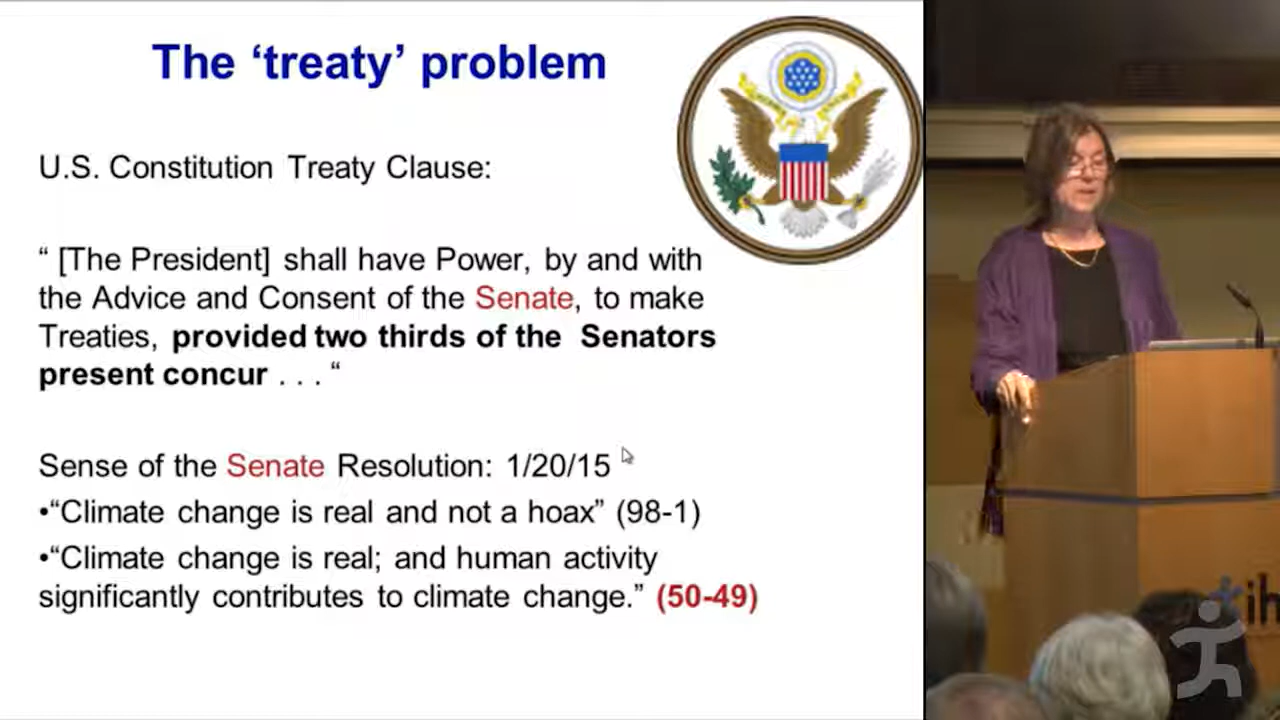 The ‘treaty’ problem
U.S. Constitution Treaty Clause:
“ [The President] shall have Power, by and with
the Advice and Consent of the Senate, to make
Treaties, provided two thirds of the Senators
present concur . . . “
Sense of the Senate Resolution: 1/20/15
•“Climate change is real and not a hoax” (98-1)
•“Climate change is real; and human activity
significantly contributes to climate change.” (50-49)
ih